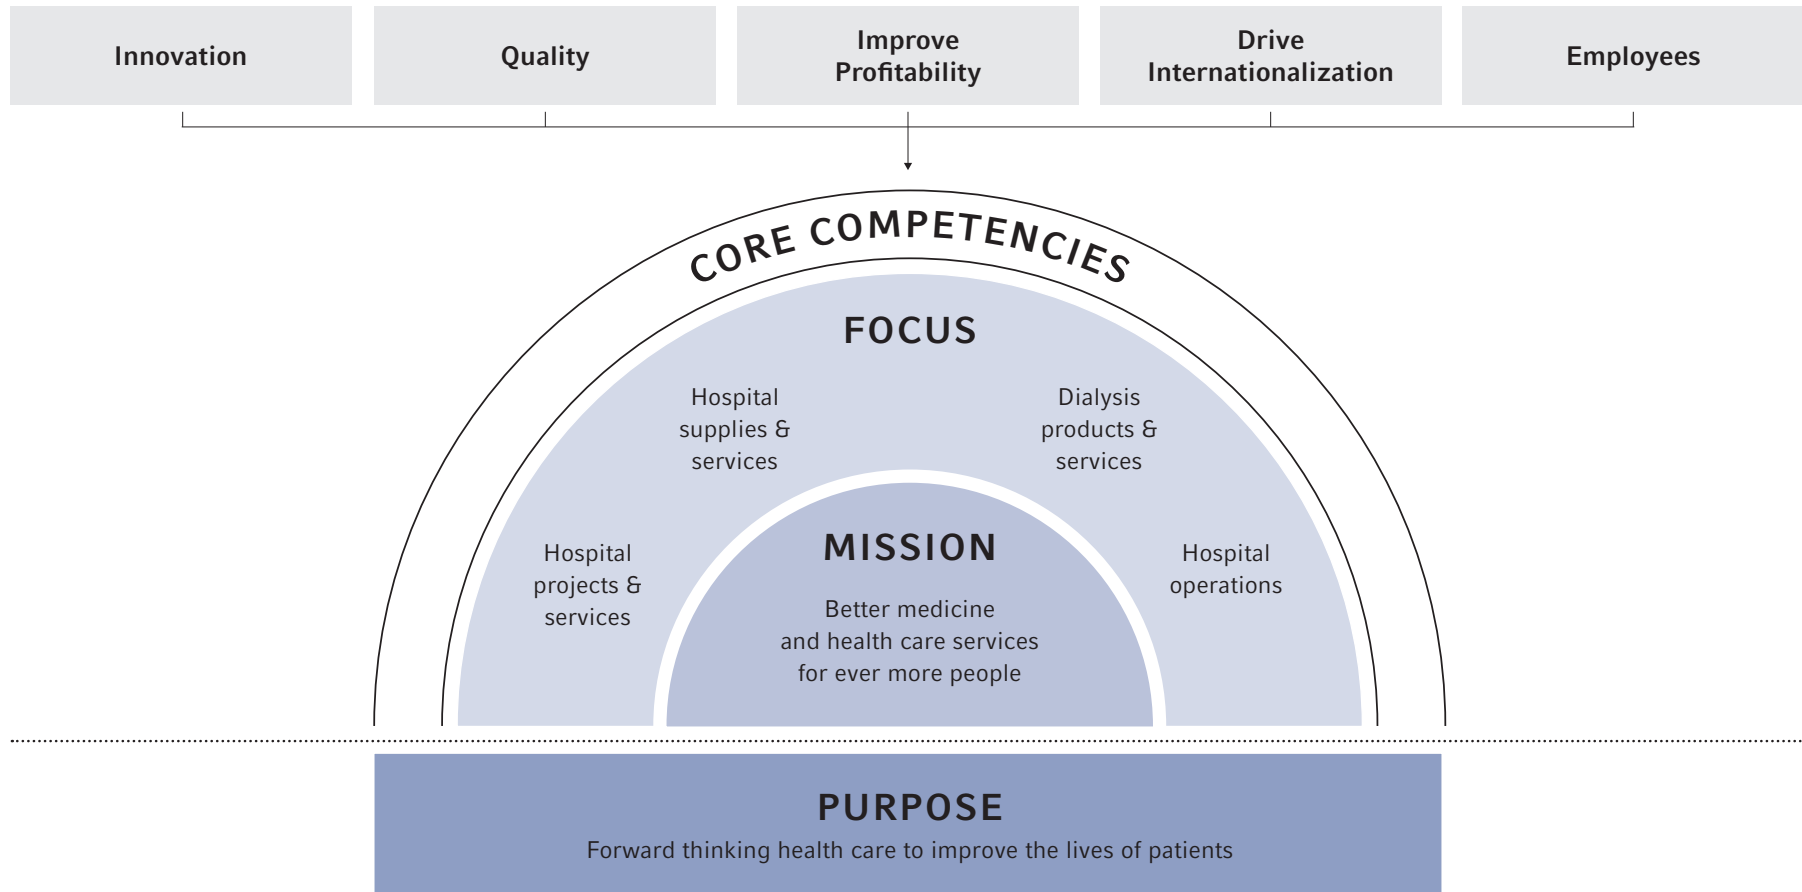 Innovation
Quality
Improve
Profitability
Drive
Internationalization
Employees
CORE COMPETENCIES
FOCUS
Hospital
supplies &
services
Dialysis
products &
services
Hospital
projects &
services
Hospital
operations
MISSION
Better medicine
and health care services
for ever more people
PURPOSE
Forward thinking health care to improve the lives of patients